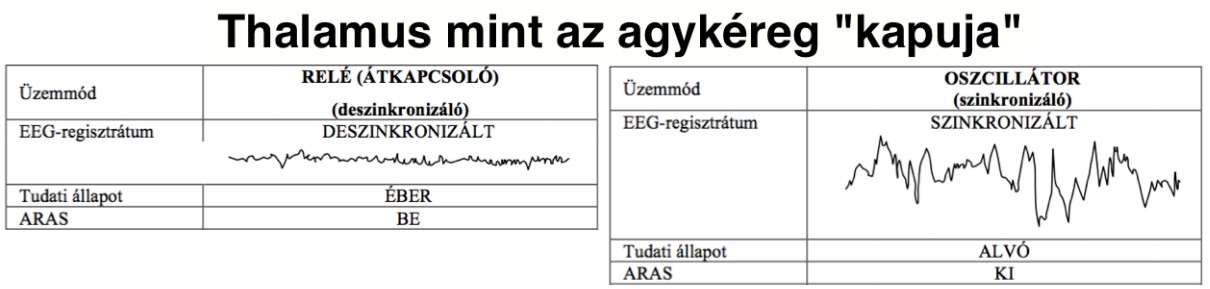 Thalamus mint az agykéreg "kapuja"
Üzemmód
RELÉ (ÁTKAPCSOLÓ)
(deszinkronizáló)
EEG-regisztrátum
DESZINKRONIZÁLT
Tudati állapot
ÉBER
ARAS
BE
Üzemmód
OSZCILLÁTOR
(szinkronizáló)
EEG-regisztrátum
SZINKRONIZÁLT
Tudati állapot
ALVÓ
ARAS
KI